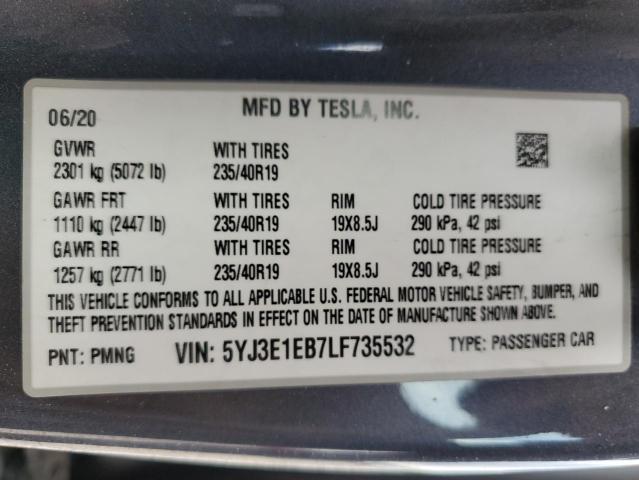 06/20 MFD BY TESLA, INC.
GVWR WITH TIRES
2301 kg (5072 lb) 235/40R19
GAWR FRT WITH TIRES RIM COLD TIRE PRESSURE
1110 kg (2447 lb) 235/40R19 19X8.5J 290 kPa, 42 psi
GAWR RR WITH TIRES RIM COLD TIRE PRESSURE
1257 kg (2771 lb) 235/40R19 19X8.5J 290 kPa, 42 psi
THIS VEHICLE CONFORMS TO ALL APPLICABLE U.S. FEDERAL MOTOR VEHICLE SAFETY, BUMPER, AND
THEFT PREVENTION STANDARDS IN EFFECT ON THE DATE OF MANUFACTURE SHOWN ABOVE.
PNT: PMNG VIN: 5YJ3E1EB7LF735532 TYPE: PASSENGER CAR